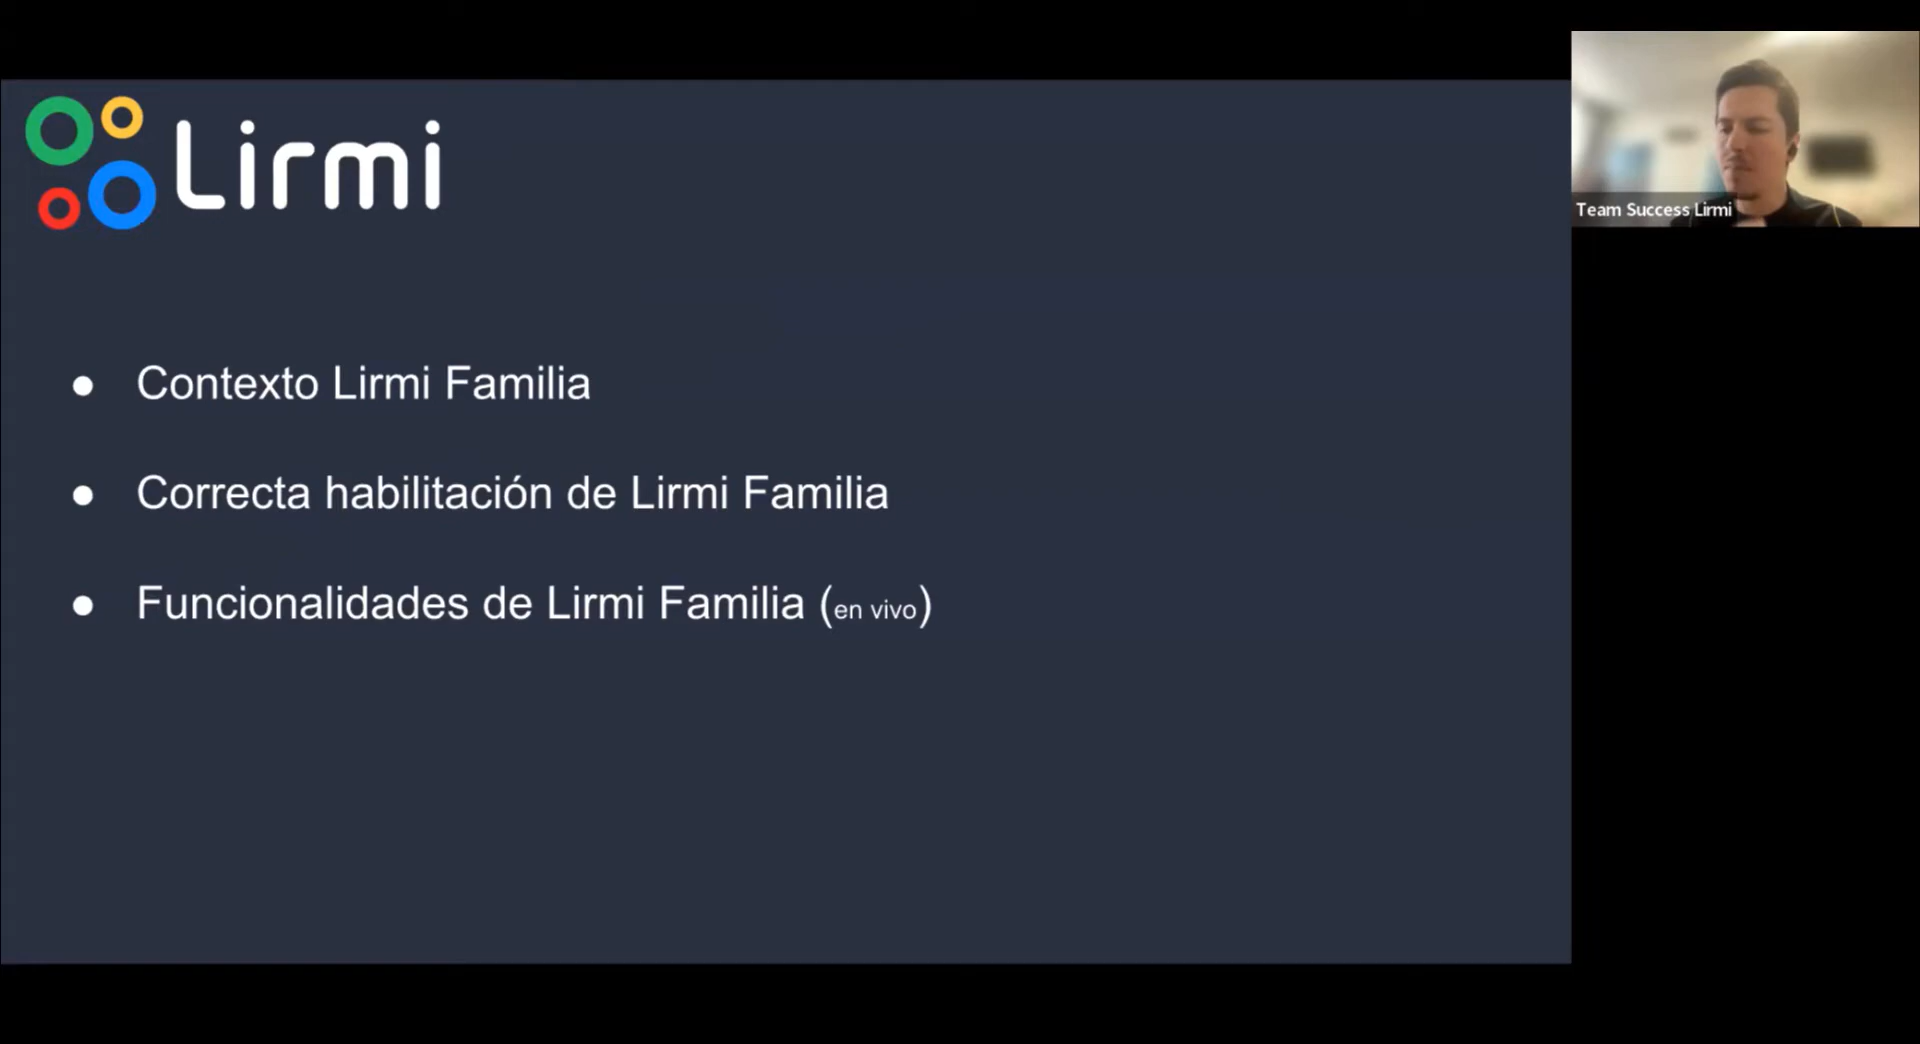 Lirmi
Team Success Lirmi
● Contexto Lirmi Familia
● Correcta habilitación de Lirmi Familia
● Funcionalidades de Lirmi Familia (en vivo)